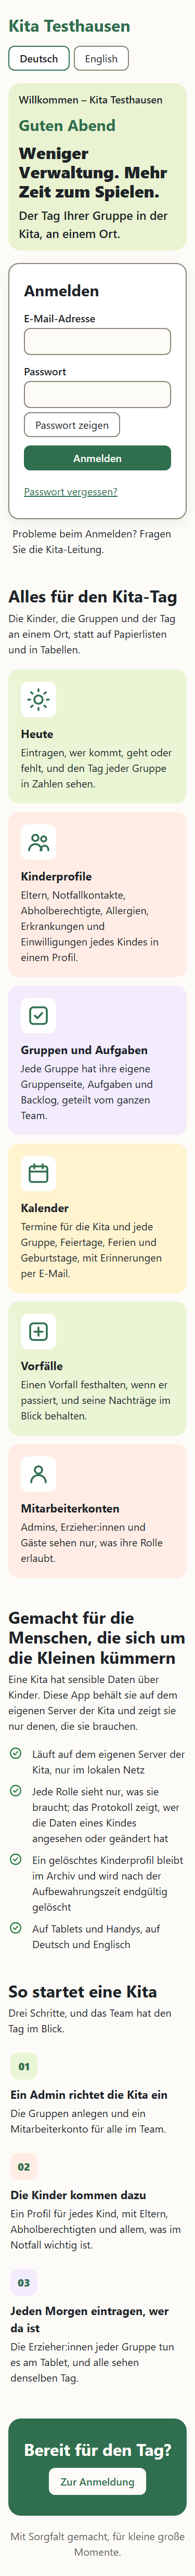 Kita Testhausen
Deutsch
English
Willkommen – Kita Testhausen
Guten Abend
Weniger
Verwaltung. Mehr
Zeit zum Spielen.
Der Tag Ihrer Gruppe in der
Kita, an einem Ort.
Anmelden
E-Mail-Adresse
Passwort
Passwort zeigen
Anmelden
Passwort vergessen?
Probleme beim Anmelden? Fragen
Sie die Kita-Leitung.
Alles für den Kita-Tag
Die Kinder, die Gruppen und der Tag
an einem Ort, statt auf Papierlisten
und in Tabellen.
Heute
Eintragen, wer kommt, geht oder
fehlt, und den Tag jeder Gruppe
in Zahlen sehen.
Kinderprofile
Eltern, Notfallkontakte,
Abholberechtigte, Allergien,
Erkrankungen und
Einwilligungen jedes Kindes in
einem Profil.
Gruppen und Aufgaben
Jede Gruppe hat ihre eigene
Gruppenseite, Aufgaben und
Backlog, geteilt vom ganzen
Team.
Kalender
Termine für die Kita und jede
Gruppe, Feiertage, Ferien und
Geburtstage, mit Erinnerungen
per E-Mail.
Vorfälle
Einen Vorfall festhalten, wenn er
passiert, und seine Nachträge im
Blick behalten.
Mitarbeiterkonten
Admins, Erzieher:innen und
Gäste sehen nur, was ihre Rolle
erlaubt.
Gemacht für die
Menschen, die sich um
die Kleinen kümmern
Eine Kita hat sensible Daten über
Kinder. Diese App behält sie auf dem
eigenen Server der Kita und zeigt sie
nur denen, die sie brauchen.
Läuft auf dem eigenen Server der
Kita, nur im lokalen Netz
Jede Rolle sieht nur, was sie
braucht; das Protokoll zeigt, wer
die Daten eines Kindes
angesehen oder geändert hat
Ein gelöschtes Kinderprofil bleibt
im Archiv und wird nach der
Aufbewahrungszeit endgültig
gelöscht
Auf Tablets und Handys, auf
Deutsch und Englisch
So startet eine Kita
Drei Schritte, und das Team hat den
Tag im Blick.
01
Ein Admin richtet die Kita ein
Die Gruppen anlegen und ein
Mitarbeiterkonto für alle im Team.
02
Die Kinder kommen dazu
Ein Profil für jedes Kind, mit Eltern,
Abholberechtigten und allem, was im
Notfall wichtig ist.
03
Jeden Morgen eintragen, wer
da ist
Die Erzieher:innen jeder Gruppe tun
es am Tablet, und alle sehen
denselben Tag.
Bereit für den Tag?
Zur Anmeldung
Mit Sorgfalt gemacht, für kleine große
Momente.